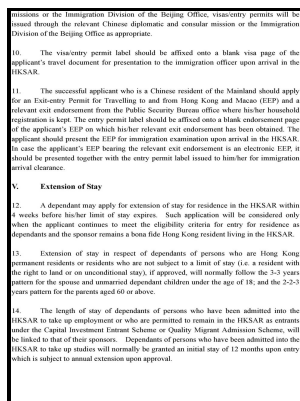 missions or the Immigration Division of the Beijing Office, visas/entry permits will be
issued through the relevant Chinese diplomatic and consular mission or the Immigration
Division of the Beijing Office as appropriate.
10. The visa/entry permit label should be affixed onto a blank visa page of the
applicant's travel document for presentation to the immigration officer upon arrival in the
HKSAR.
11. The successful applicant who is a Chinese resident of the Mainland should apply
for an Exit-entry Permit for Travelling to and from Hong Kong and Macao (EEP) and a
relevant exit endorsement from the Public Security Bureau office where his/her household
registration is kept. The entry permit label should be affixed onto a blank endorsement page
of the applicant's EEP on which his/her relevant exit endorsement has been obtained. The
applicant should present the EEP for immigration examination upon arrival in the HKSAR.
In case the applicant's EEP bearing the relevant exit endorsement is an electronic EEP, it
should be presented together with the entry permit label issued to him/her for immigration
arrival clearance.
V. Extension of Stay
12. A dependant may apply for extension of stay for residence in the HKSAR within
4 weeks before his/her limit of stay expires. Such application will be considered only
when the applicant continues to meet the eligibility criteria for entry for residence as
dependants and the sponsor remains a bona fide Hong Kong resident living in the HKSAR.
13. Extension of stay in respect of dependants of persons who are Hong Kong
permanent residents or residents who are not subject to a limit of stay (i.e. a resident with
the right to land or on unconditional stay), if approved, will normally follow the 3-3 years
pattern for the spouse and unmarried dependant children under the age of 18; and the 2-2-3
years pattern for the parents aged 60 or above.
14. The length of stay of dependants of persons who have been admitted into the
HKSAR to take up employment or who are permitted to remain in the HKSAR as entrants
under the Capital Investment Entrant Scheme or Quality Migrant Admission Scheme, will
be linked to that of their sponsors. Dependants of persons who have been admitted into the
HKSAR to take up studies will normally be granted an initial stay of 12 months upon entry
which is subject to annual extension upon approval.